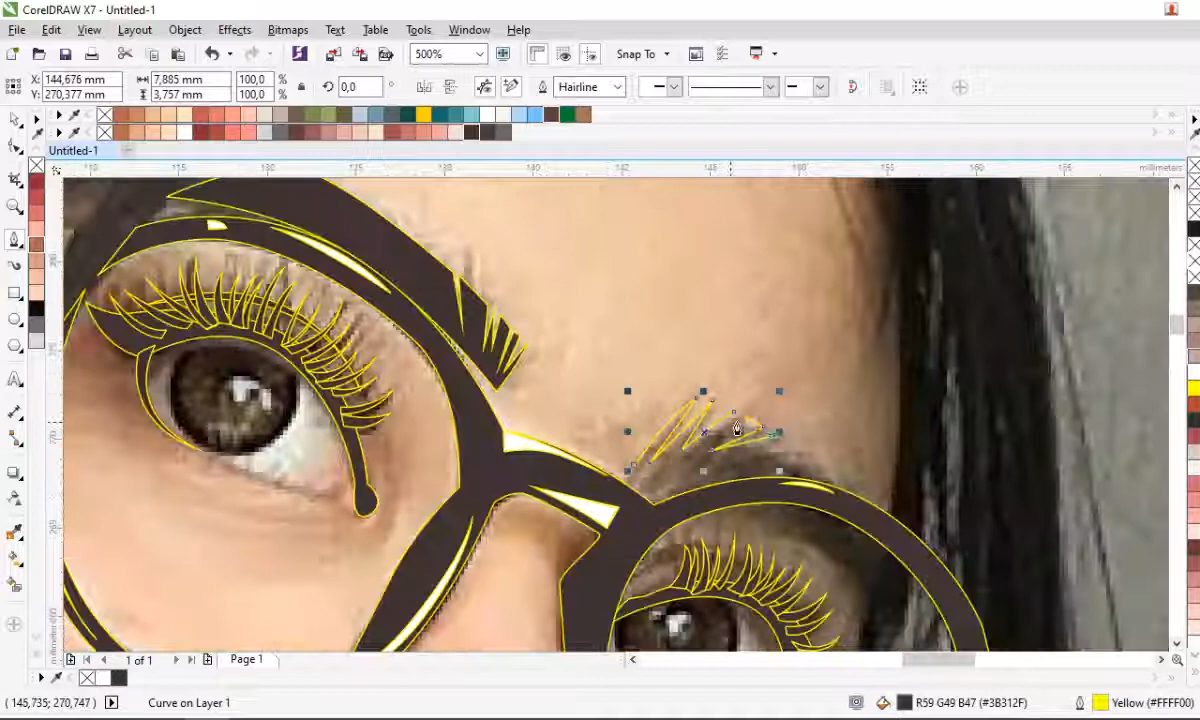 CorelDRAW X7 - Untitled-1
File Edit View Layout Object Effects Bitmaps Text Table Tools Window Help
500% Snap To
X: 144,676 mm 7,885 mm 100,0 % 0,0 ° Hairline
Y: 270,377 mm 3,757 mm 100,0 %
Untitled-1
millimeters
1 of 1 Page 1
( 145,735; 270,747 ) Curve on Layer 1 R59 G49 B47 (#3B312F) Yellow (#FFFF00)